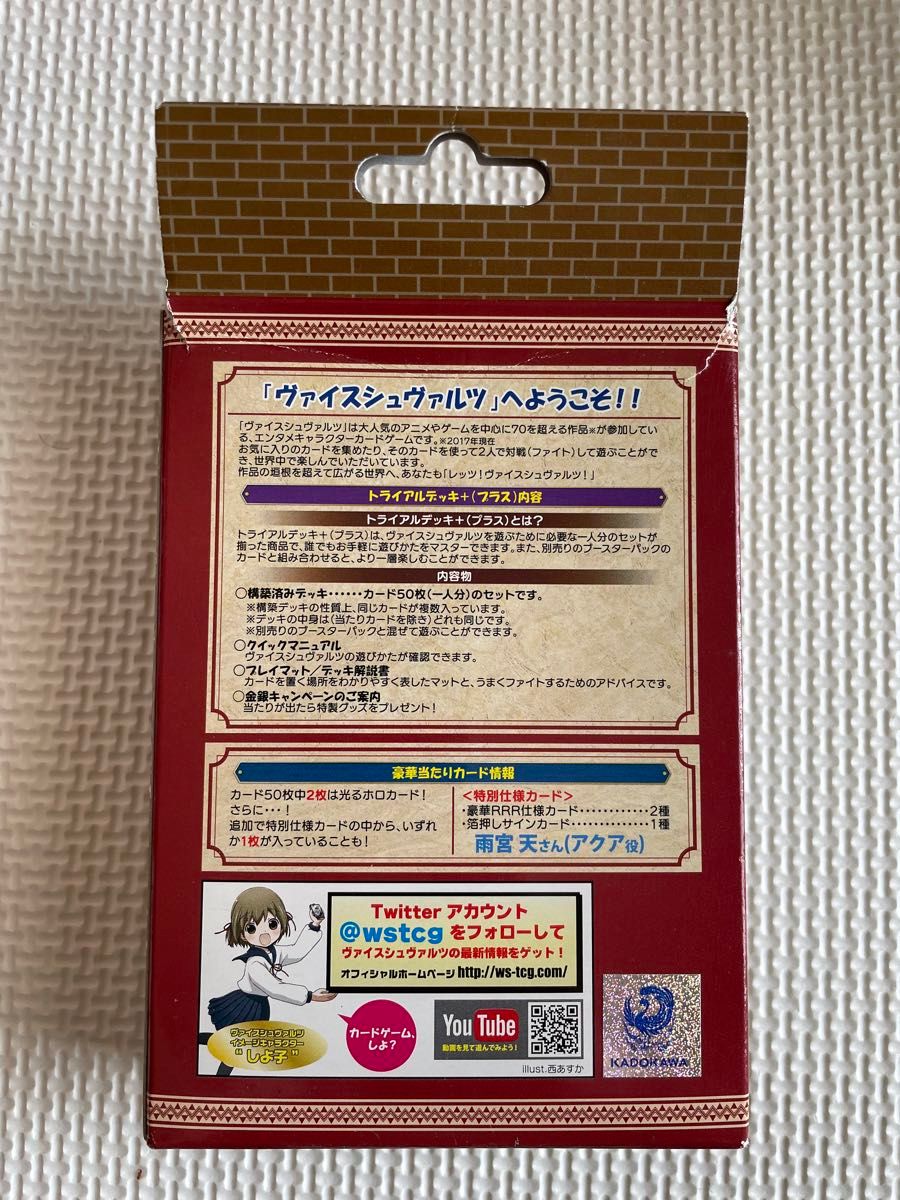 「ヴァイスシュヴァルツ」へようこそ！！
「ヴァイスシュヴァルツ」は大人気のアニメやゲームを中心に70を超える作品※が参加してい
る、エンタメキャラクターカードゲームです。※2017年現在
お気に入りのカードを集めたり、そのカードを使って2人で対戦(ファイト)して遊ぶことがで
き、世界中で楽しんでいただいています。
作品の垣根を超えて広がる世界へ、あなたも「レッツ！ヴァイスシュヴァルツ！」
トライアルデッキ＋(プラス)内容
トライアルデッキ＋(プラス)とは？
トライアルデッキ＋(プラス)は、ヴァイスシュヴァルツを遊ぶために必要な一人分のセットが
揃った商品で、誰でもお手軽に遊びかたをマスターできます。また、別売りのブースターパックの
カードと組み合わせると、より一層楽しむことができます。
内容物
○構築済みデッキ・・・・・・カード50枚(一人分)のセットです。
※構築デッキの性質上、同じカードが複数入っています。
※デッキの中身は(当たりカードを除き)どれも同じです。
※別売りのブースターパックと混ぜて遊ぶことができます。
○クイックマニュアル
ヴァイスシュヴァルツの遊びかたが確認できます。
○プレイマット／デッキ解説書
カードを置く場所をわかりやすく表したマットと、うまくファイトするためのアドバイスです。
○金銀キャンペーンのご案内
当たりが出たら特製グッズをプレゼント！
豪華当たりカード情報
カード50枚中2枚は光るホロカード！
さらに・・・！
追加で特別仕様カードの中から、いずれ
か1枚が入っていることも！
＜特別仕様カード＞
・豪華RRR仕様カード・・・・・・・・・・・・2種
・箔押しサインカード・・・・・・・・・・・・・・1種
雨宮 天さん(アクア役)
Twitter アカウント
@wstcg をフォローして
ヴァイスシュヴァルツの最新情報をゲット！
オフィシャルホームページ http://ws-tcg.com/
ヴァイスシュヴァルツ
イメージキャラクター
“しよ子”
カードゲーム、
しよ？
YouTube
動画を見て遊んでみよう！
illust.西あすか
KADOKAWA